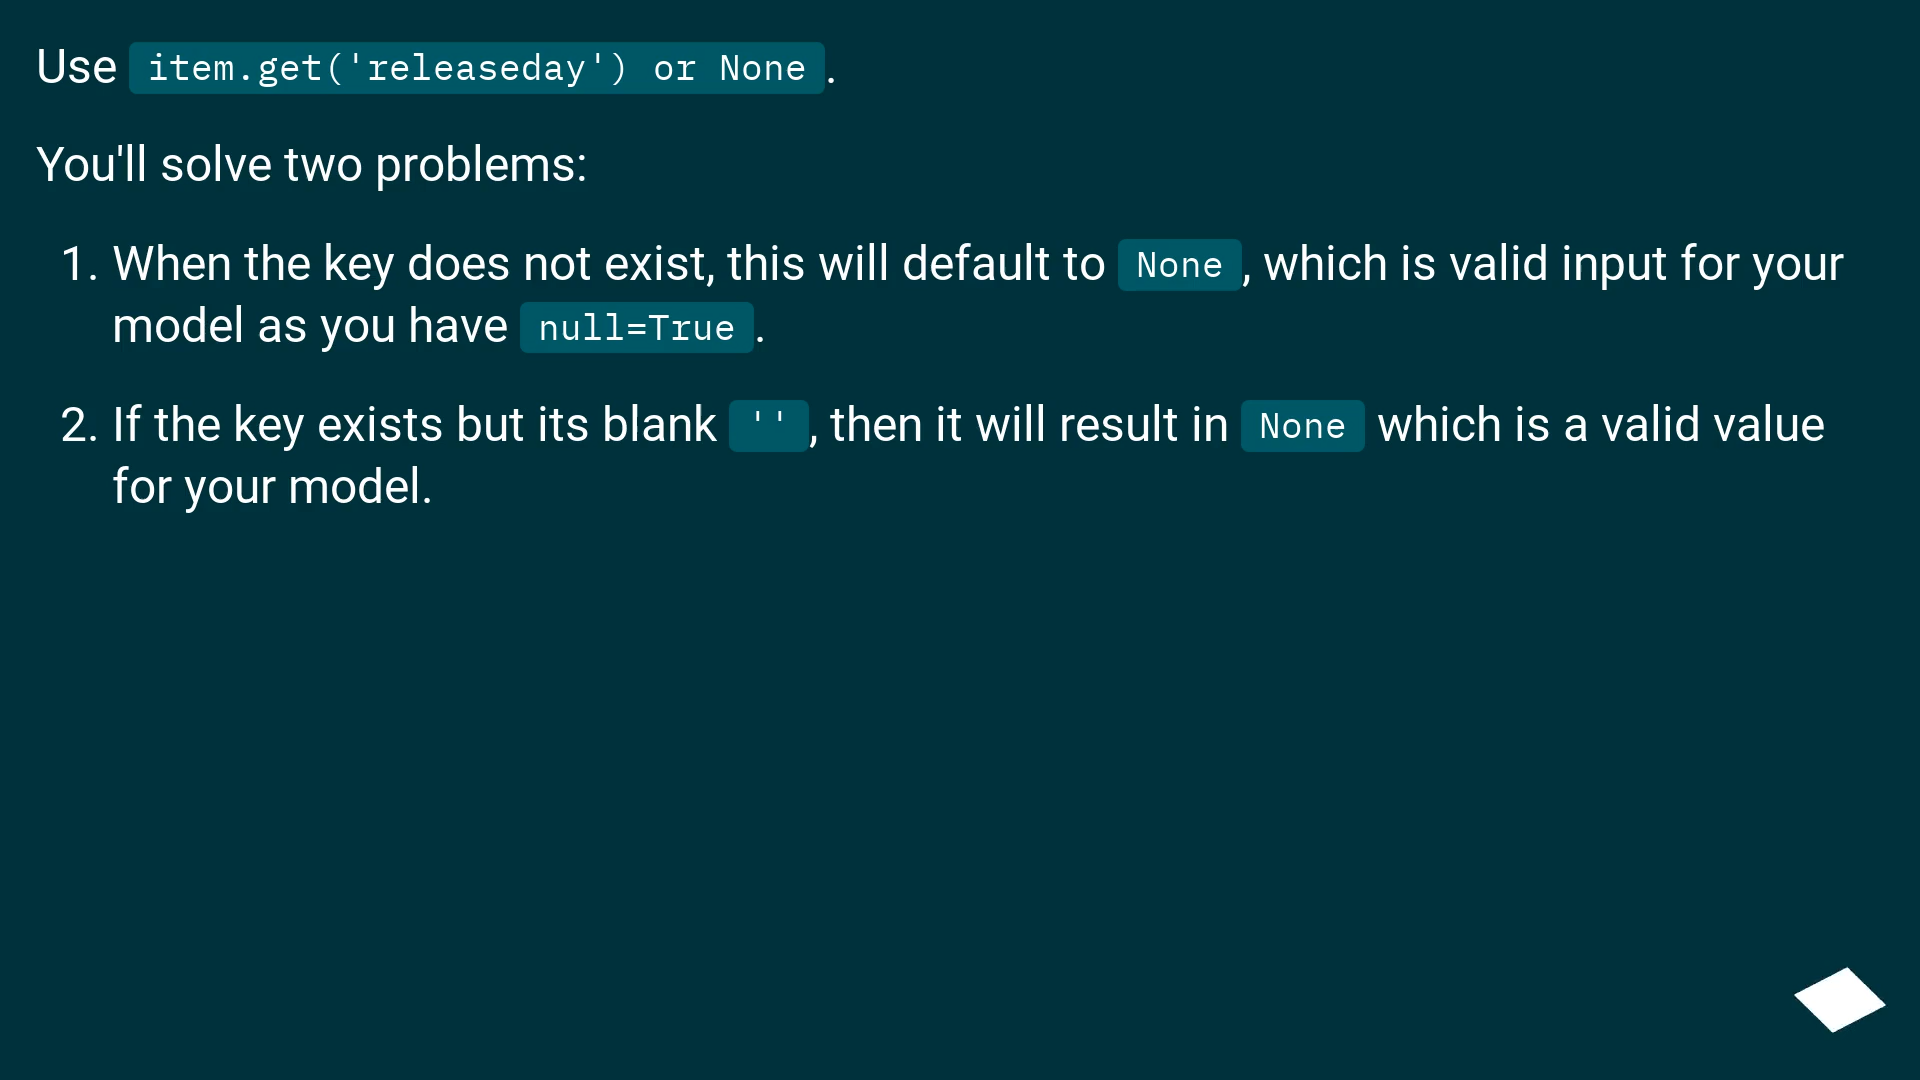 Use item.get('releaseday') or None.
You'll solve two problems:
1. When the key does not exist, this will default to None, which is valid input for your
model as you have null=True.
2. If the key exists but its blank '', then it will result in None which is a valid value
for your model.